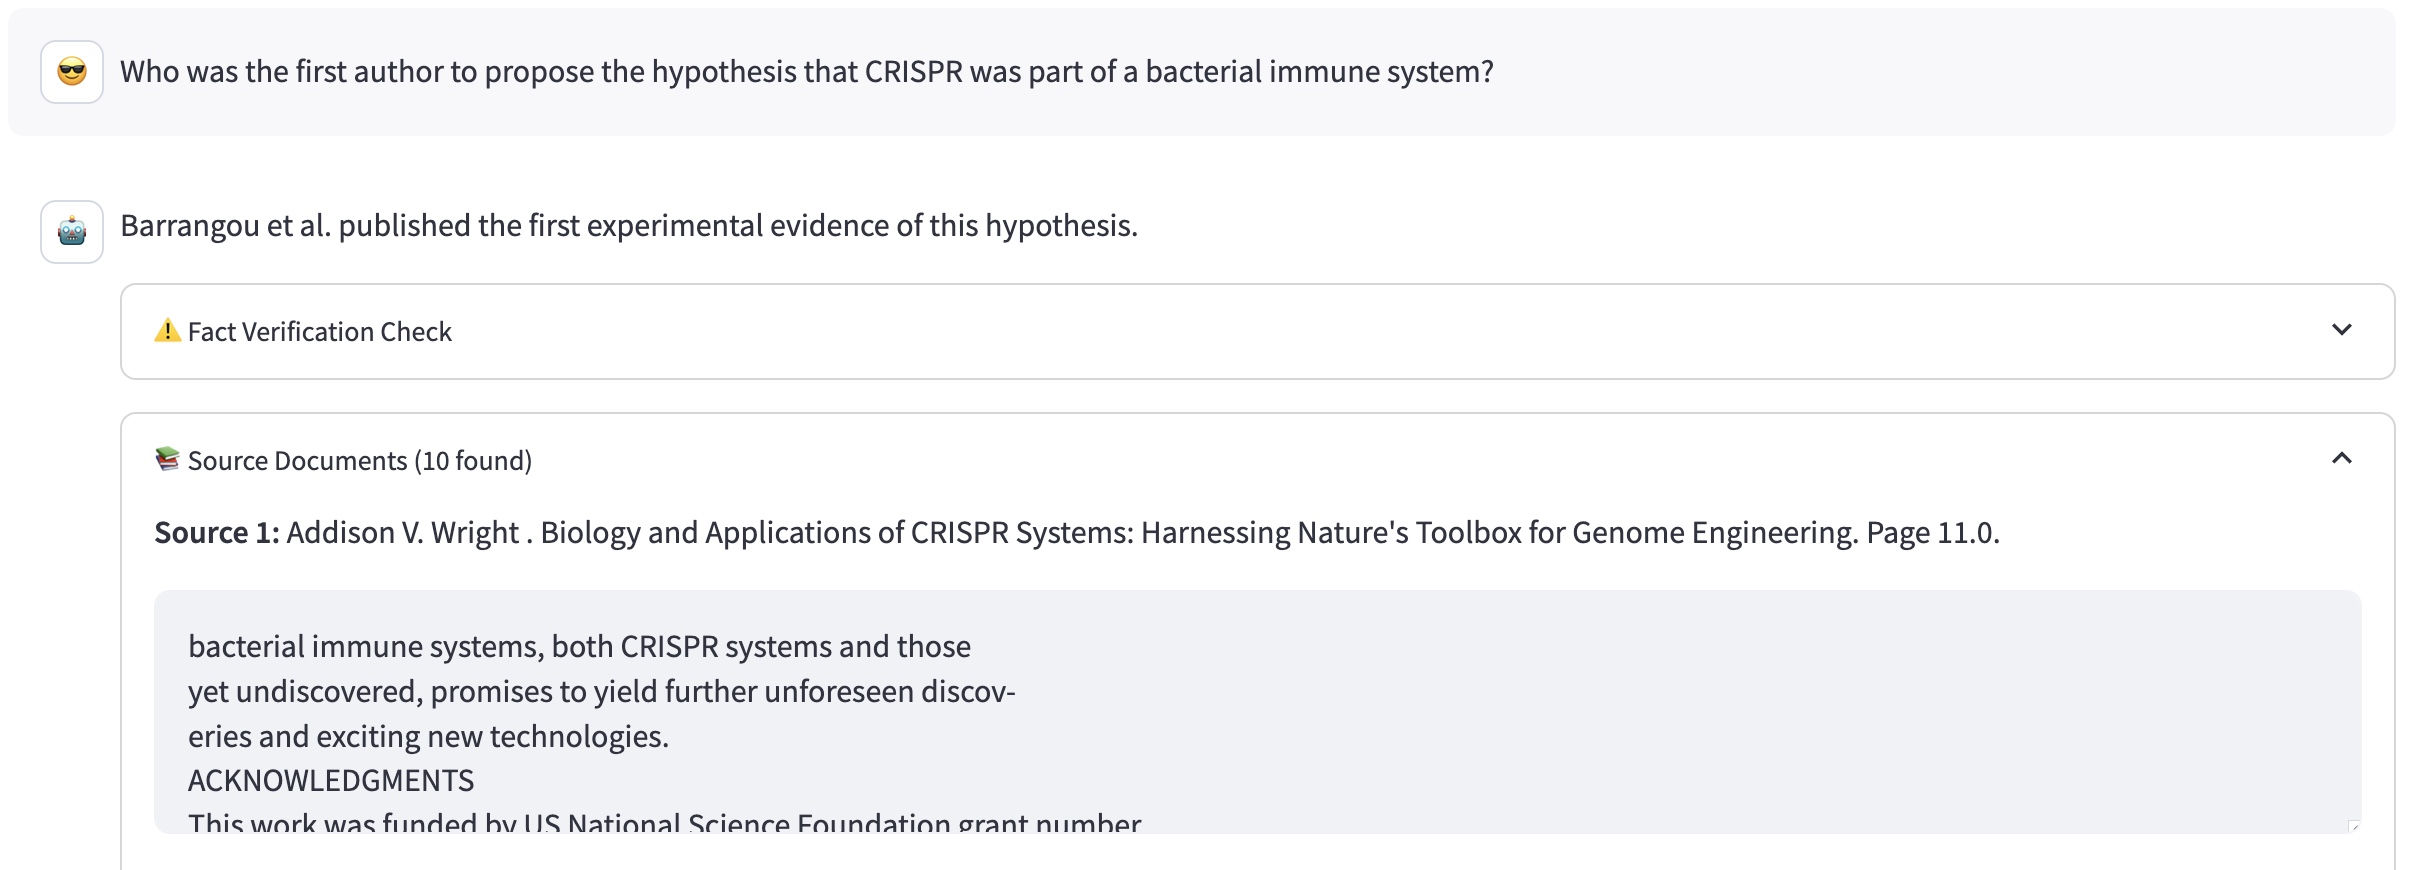 Who was the first author to propose the hypothesis that CRISPR was part of a bacterial immune system?
Barrangou et al. published the first experimental evidence of this hypothesis.
Fact Verification Check
Source Documents (10 found)
Source 1: Addison V. Wright . Biology and Applications of CRISPR Systems: Harnessing Nature's Toolbox for Genome Engineering. Page 11.0.
bacterial immune systems, both CRISPR systems and those
yet undiscovered, promises to yield further unforeseen discov-
eries and exciting new technologies.
ACKNOWLEDGMENTS
This work was funded by US National Science Foundation grant number